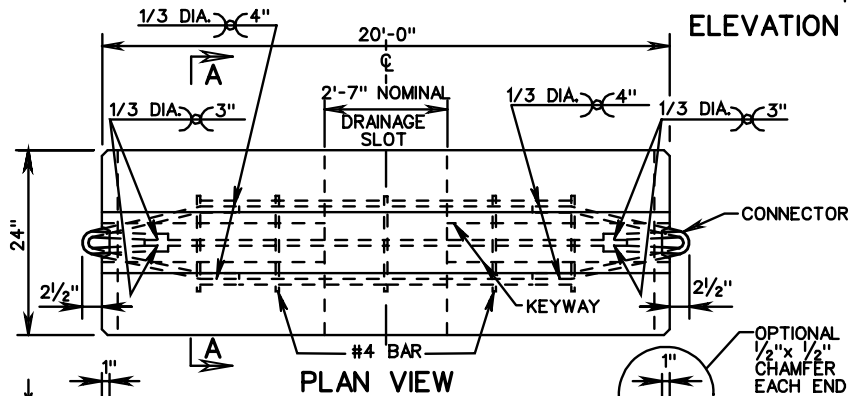 1/3 DIA. 4"
20'-0"
ELEVATION
A
℄
2'-7" NOMINAL
DRAINAGE
SLOT
1/3 DIA. 3"
1/3 DIA. 4"
1/3 DIA. 3"
24"
CONNECTOR
2½"
2½"
KEYWAY
#4 BAR
A
PLAN VIEW
1"
1"
OPTIONAL
½"x ½"
CHAMFER
EACH END